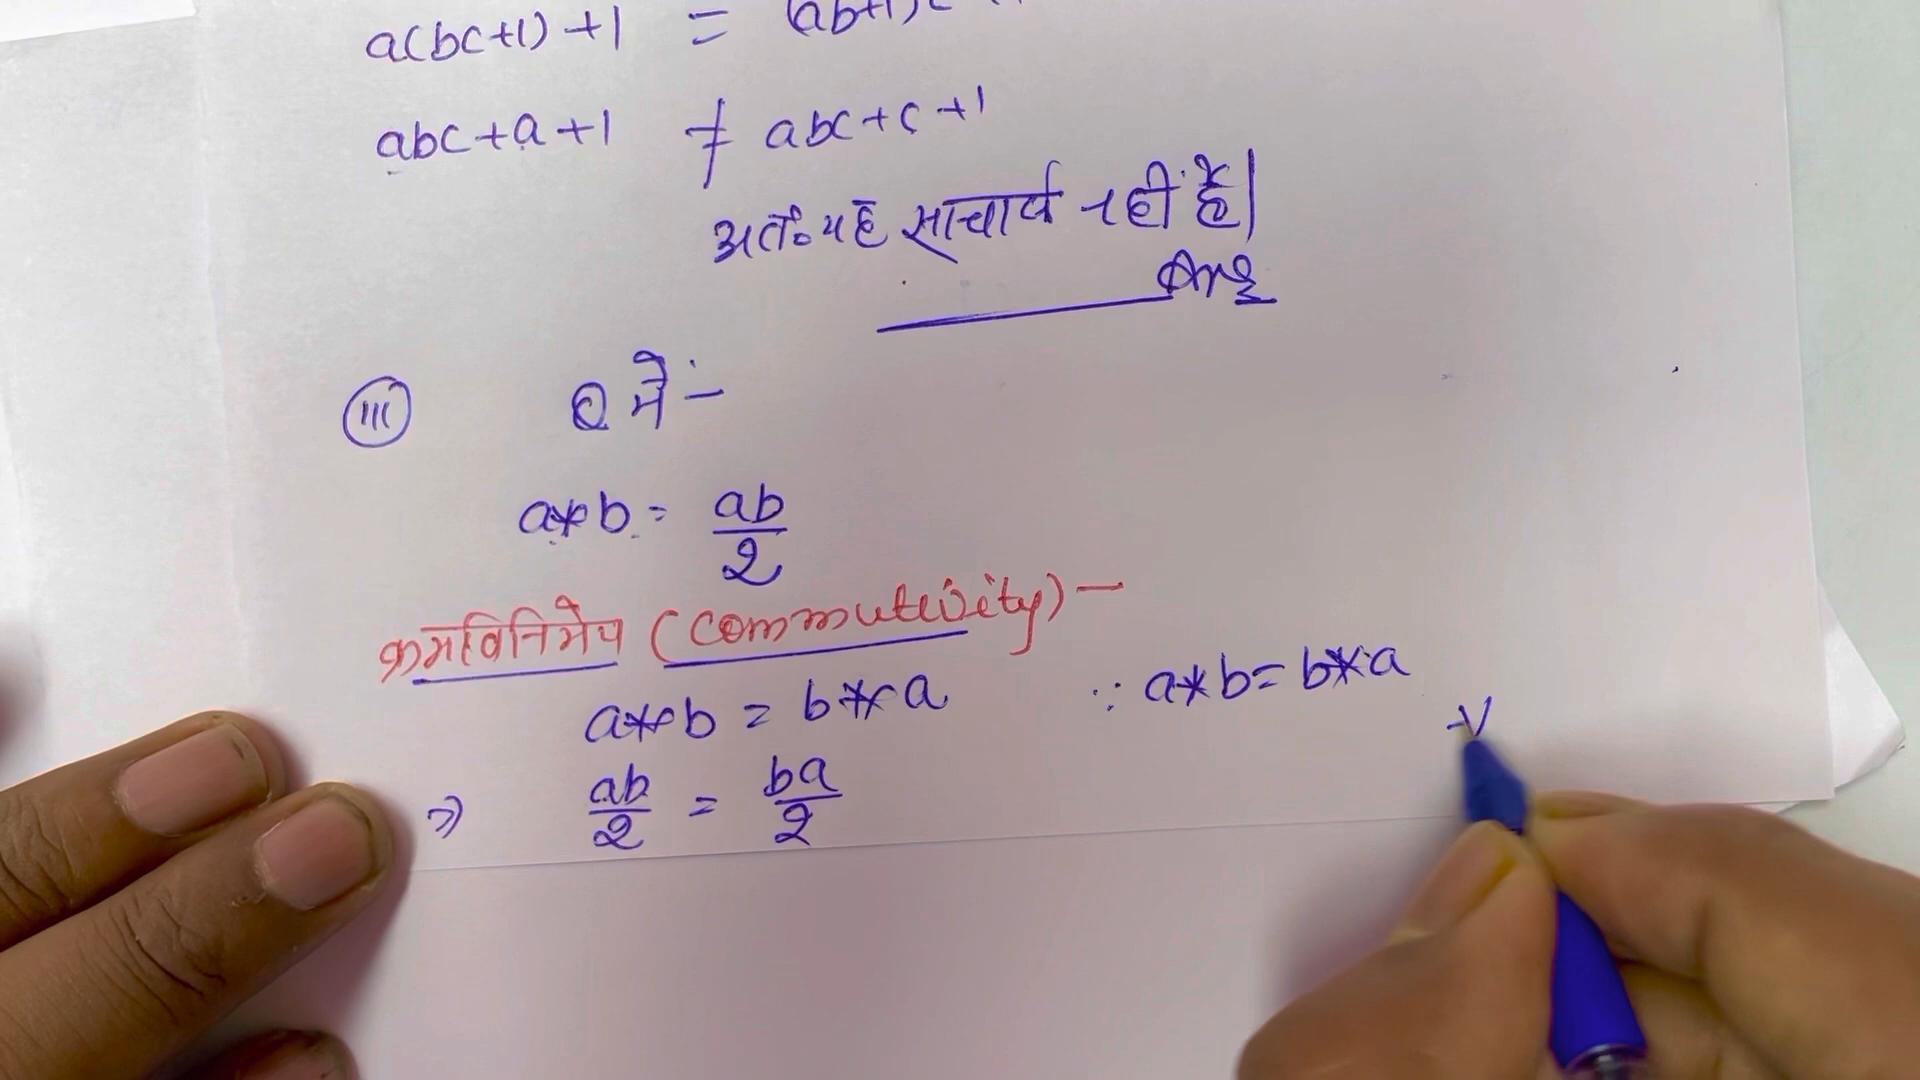 a(bc+1)+1 = (ab+1)c
abc+a+1 ≠ abc+c+1
अतः यह साचार्य नहीं है।
Ans
(iii) Q में:-
a*b = ab/2
क्रमविनिमेय (Commutivity) -
a*b = b*a ∵ a*b = b*a
⇒ ab/2 = ba/2